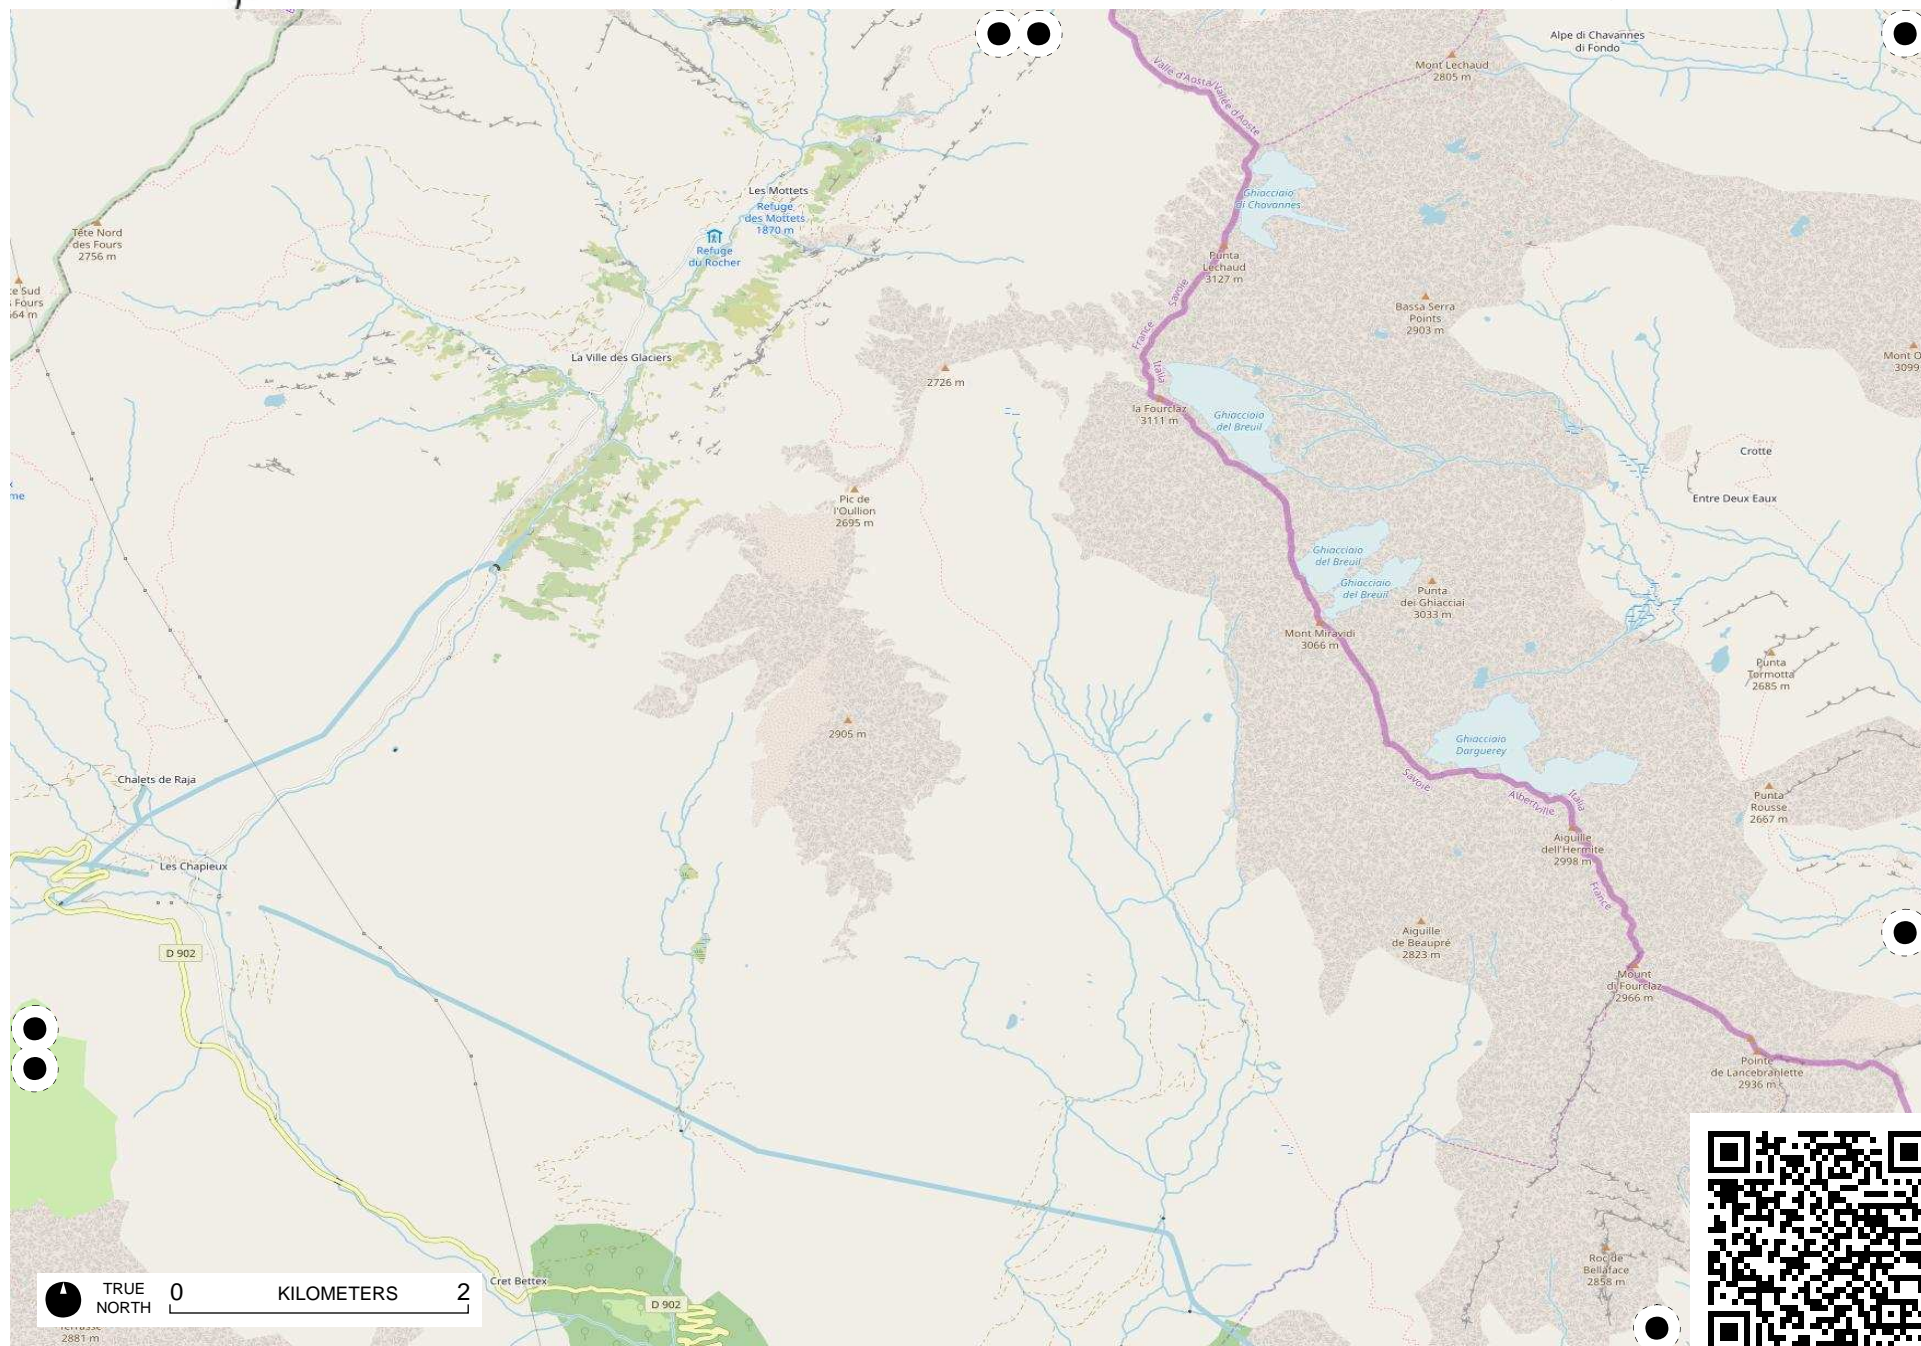 Alpe di Chavannes
di Fondo
Mont Léchaud
2805 m
Valle d'Aosta/Vallée d'Aoste
Les Mottets
Refuge
des Mottets
1870 m
Refuge
du Rocher
Ghiacciaio
di Chavannes
Tête Nord
des Fours
2756 m
Punta
Lechaud
3127 m
Sud
Fours
Savoie
France
Italia
Bassa Serra
Points
2903 m
La Ville des Glaciers
2726 m
Mont O
3099
la Fourclaz
3111 m
Ghiacciaio
del Breuil
Crotte
Entre Deux Eaux
me
Pic de
l'Oullion
2695 m
Ghiacciaio
del Breuil
Ghiacciaio
del Breuil
Punta
dei Ghiacciai
3033 m
Mont Miravidi
3066 m
Punta
Tormotta
2685 m
2905 m
Ghiacciaio
Darguerey
Chalets de Raja
Savoie
Albertville
Italia
Punta
Rousse
2667 m
Aiguille
dell'Hermite
2998 m
Les Chapieux
France
D 902
Aiguille
de Beaupré
2823 m
Mount
di Fourclaz
2966 m
Pointe
de Lancebranlette
2936 m
Roc de
Bellaface
2858 m
Cret Bettex
D 902
TRUE
NORTH
0 KILOMETERS 2
2881 m